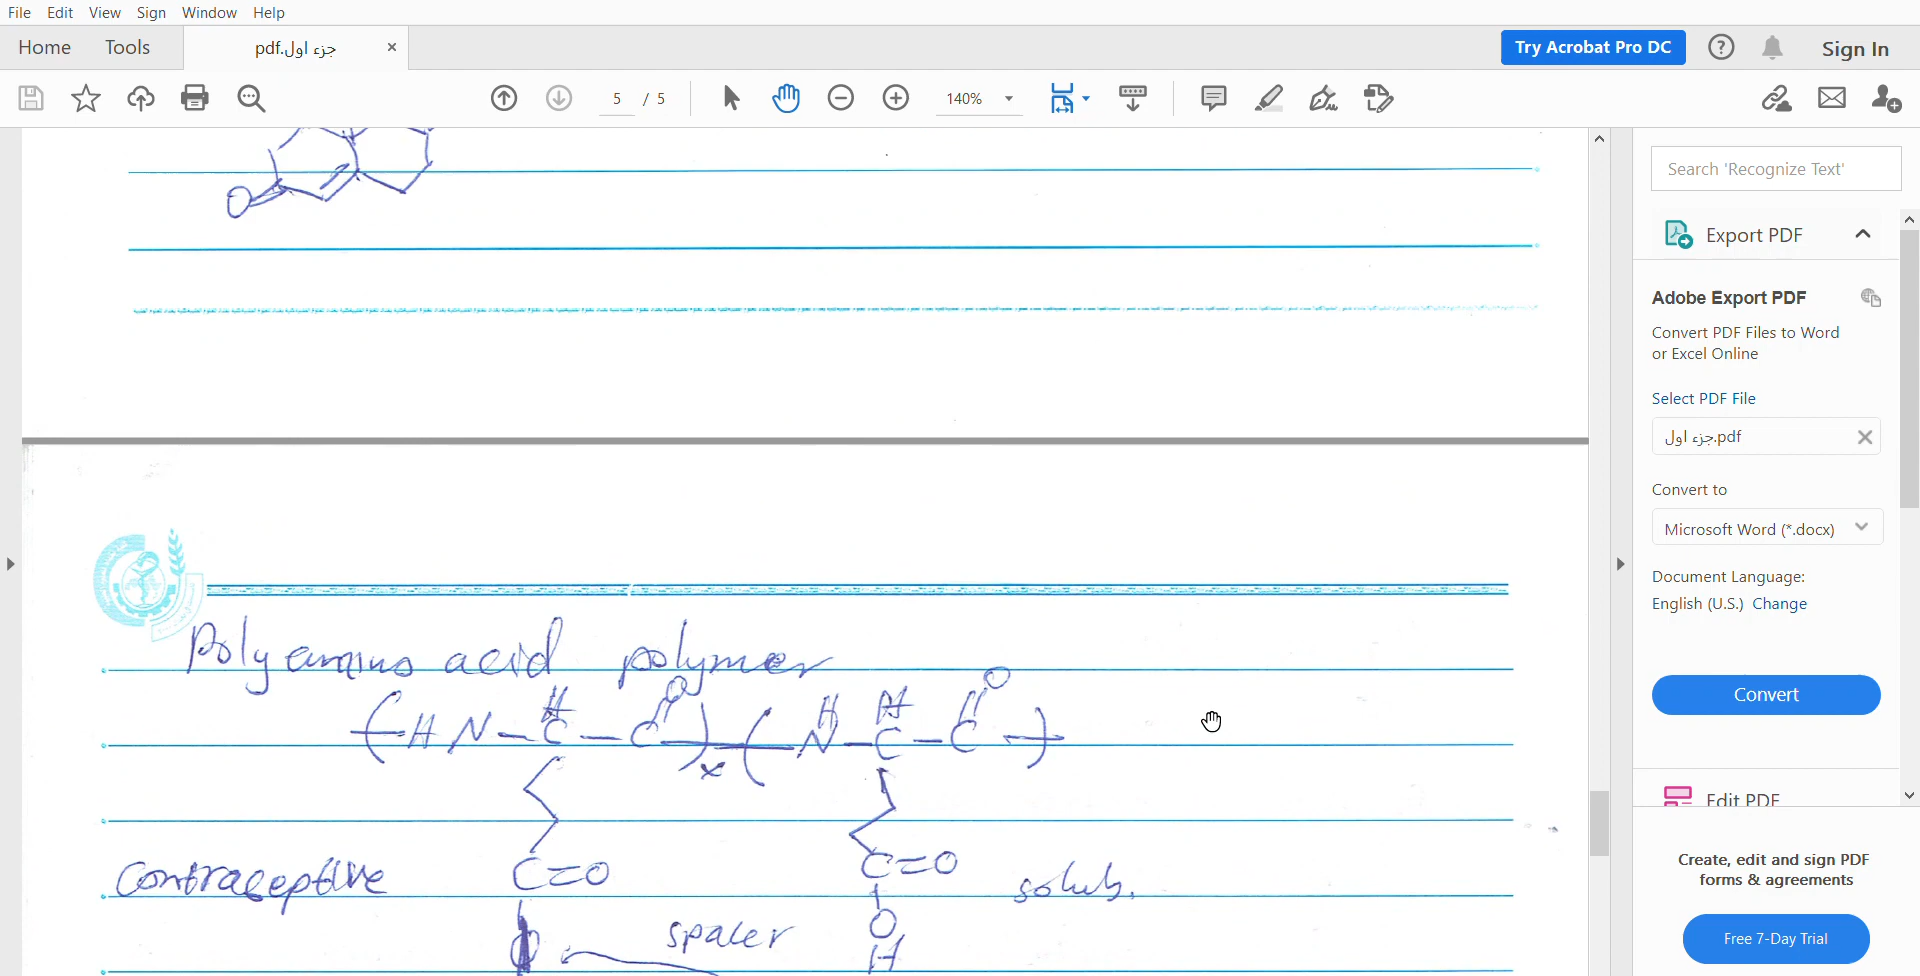 File Edit View Sign Window Help
Home Tools جزء اول.pdf × Try Acrobat Pro DC ? Sign In
5 / 5 140%
Search 'Recognize Text'
Export PDF
Adobe Export PDF
Convert PDF Files to Word
or Excel Online
Select PDF File
جزء اول.pdf
Convert to
Microsoft Word (*.docx)
Document Language:
English (U.S.) Change
Convert
Edit PDF
Create, edit and sign PDF
forms & agreements
Free 7-Day Trial
O
Polyamino acid polymer
H O H H O
(HN-C-C)x(N-C-C)
Contraceptive C=O C=O solub.
spacer O
H